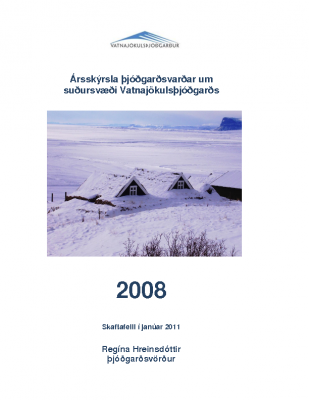 VATNAJÖKULSÞJÓÐGARÐUR
Ársskýrsla þjóðgarðsvarðar um
suðursvæði Vatnajökulsþjóðgarðs
2008
Skaftafelli í janúar 2011
Regína Hreinsdóttir
þjóðgarðsvörður